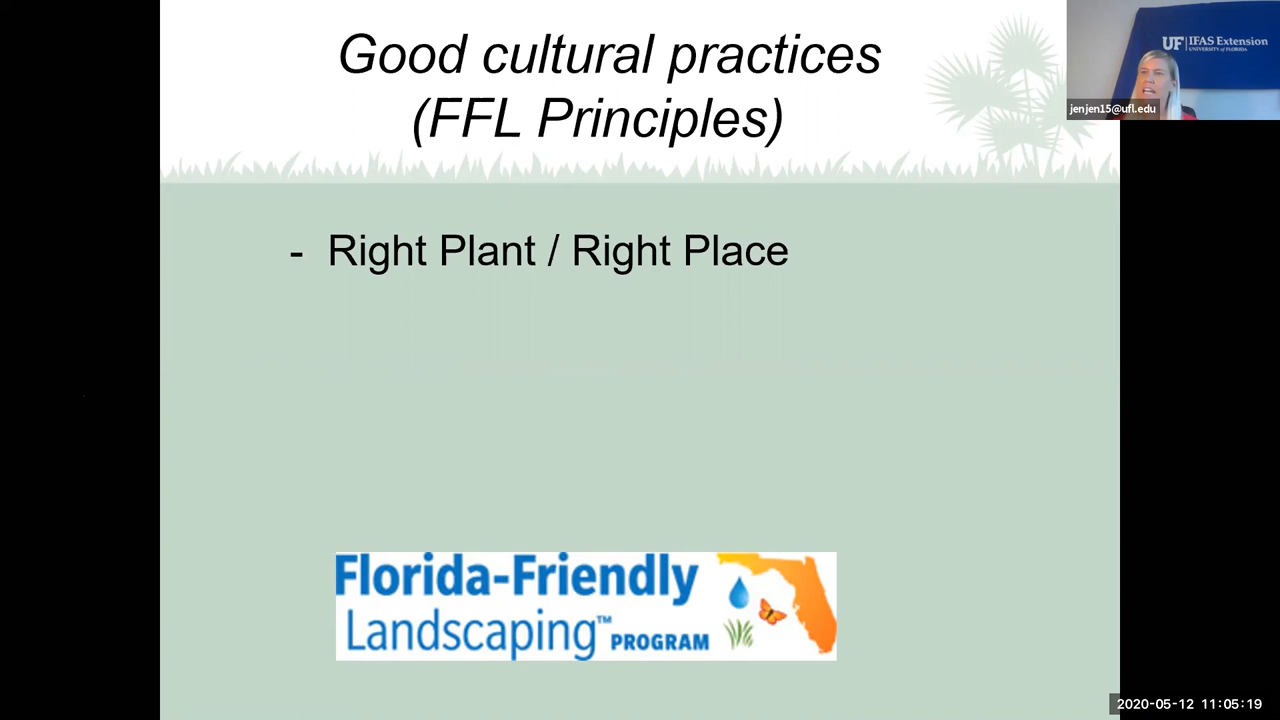 Good cultural practices
(FFL Principles)
UF | IFAS Extension
UNIVERSITY of FLORIDA
jenjen15@ufl.edu
- Right Plant / Right Place
Florida-Friendly
Landscaping™ PROGRAM
2020-05-12 11:05:19